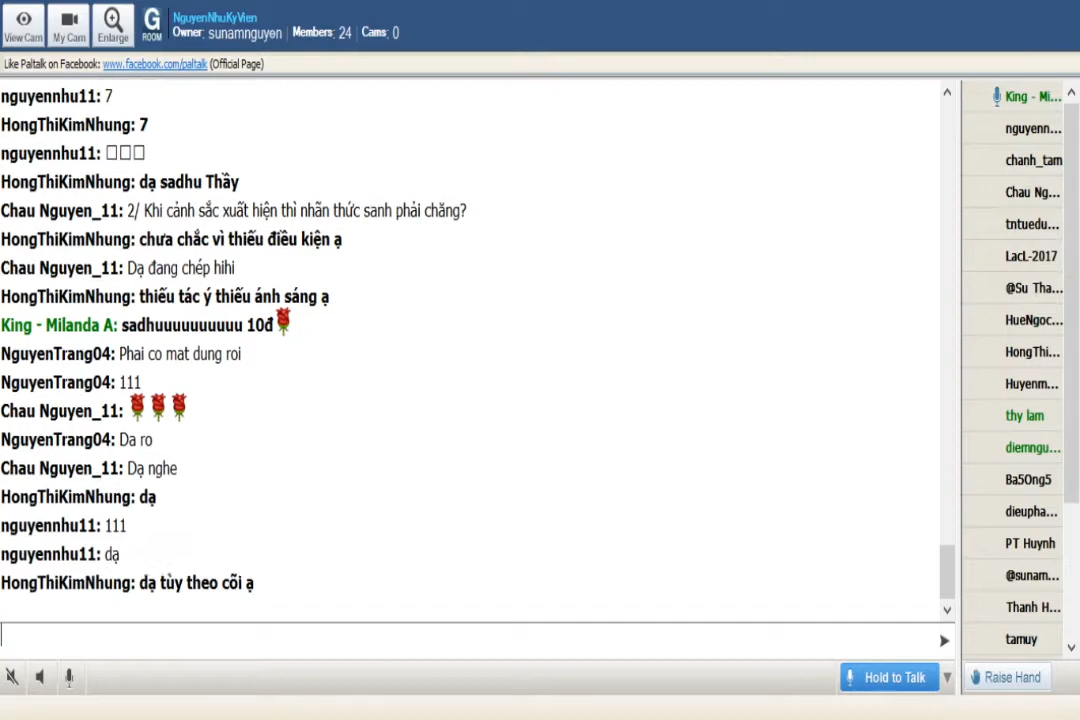 View Cam
My Cam
Enlarge
G
ROOM
NguyenNhuKyVien
Owner: sunamnguyen | Members: 24 | Cams: 0
Like Paltalk on Facebook: www.facebook.com/paltalk (Official Page)
nguyennhu11: 7
HongThiKimNhung: 7
nguyennhu11: □□□
HongThiKimNhung: dạ sadhu Thầy
Chau Nguyen_11: 2/ Khi cảnh sắc xuất hiện thì nhãn thức sanh phải chăng?
HongThiKimNhung: chưa chắc vì thiếu điều kiện ạ
Chau Nguyen_11: Dạ đang chép hihi
HongThiKimNhung: thiếu tác ý thiếu ánh sáng ạ
King - Milanda A: sadhuuuuuuuuuu 10đ
NguyenTrang04: Phai co mat dung roi
NguyenTrang04: 111
Chau Nguyen_11:
NguyenTrang04: Da ro
Chau Nguyen_11: Dạ nghe
HongThiKimNhung: dạ
nguyennhu11: 111
nguyennhu11: dạ
HongThiKimNhung: dạ tùy theo cõi ạ
King - Mi...
nguyenn...
chanh_tam
Chau Ng...
tntuedu...
LacL-2017
@Su Tha...
HueNgoc...
HongThi...
Huyenm...
thy lam
diemngu...
Ba5Ong5
dieupha...
PT Huynh
@sunam...
Thanh H...
tamuy
Hold to Talk
Raise Hand